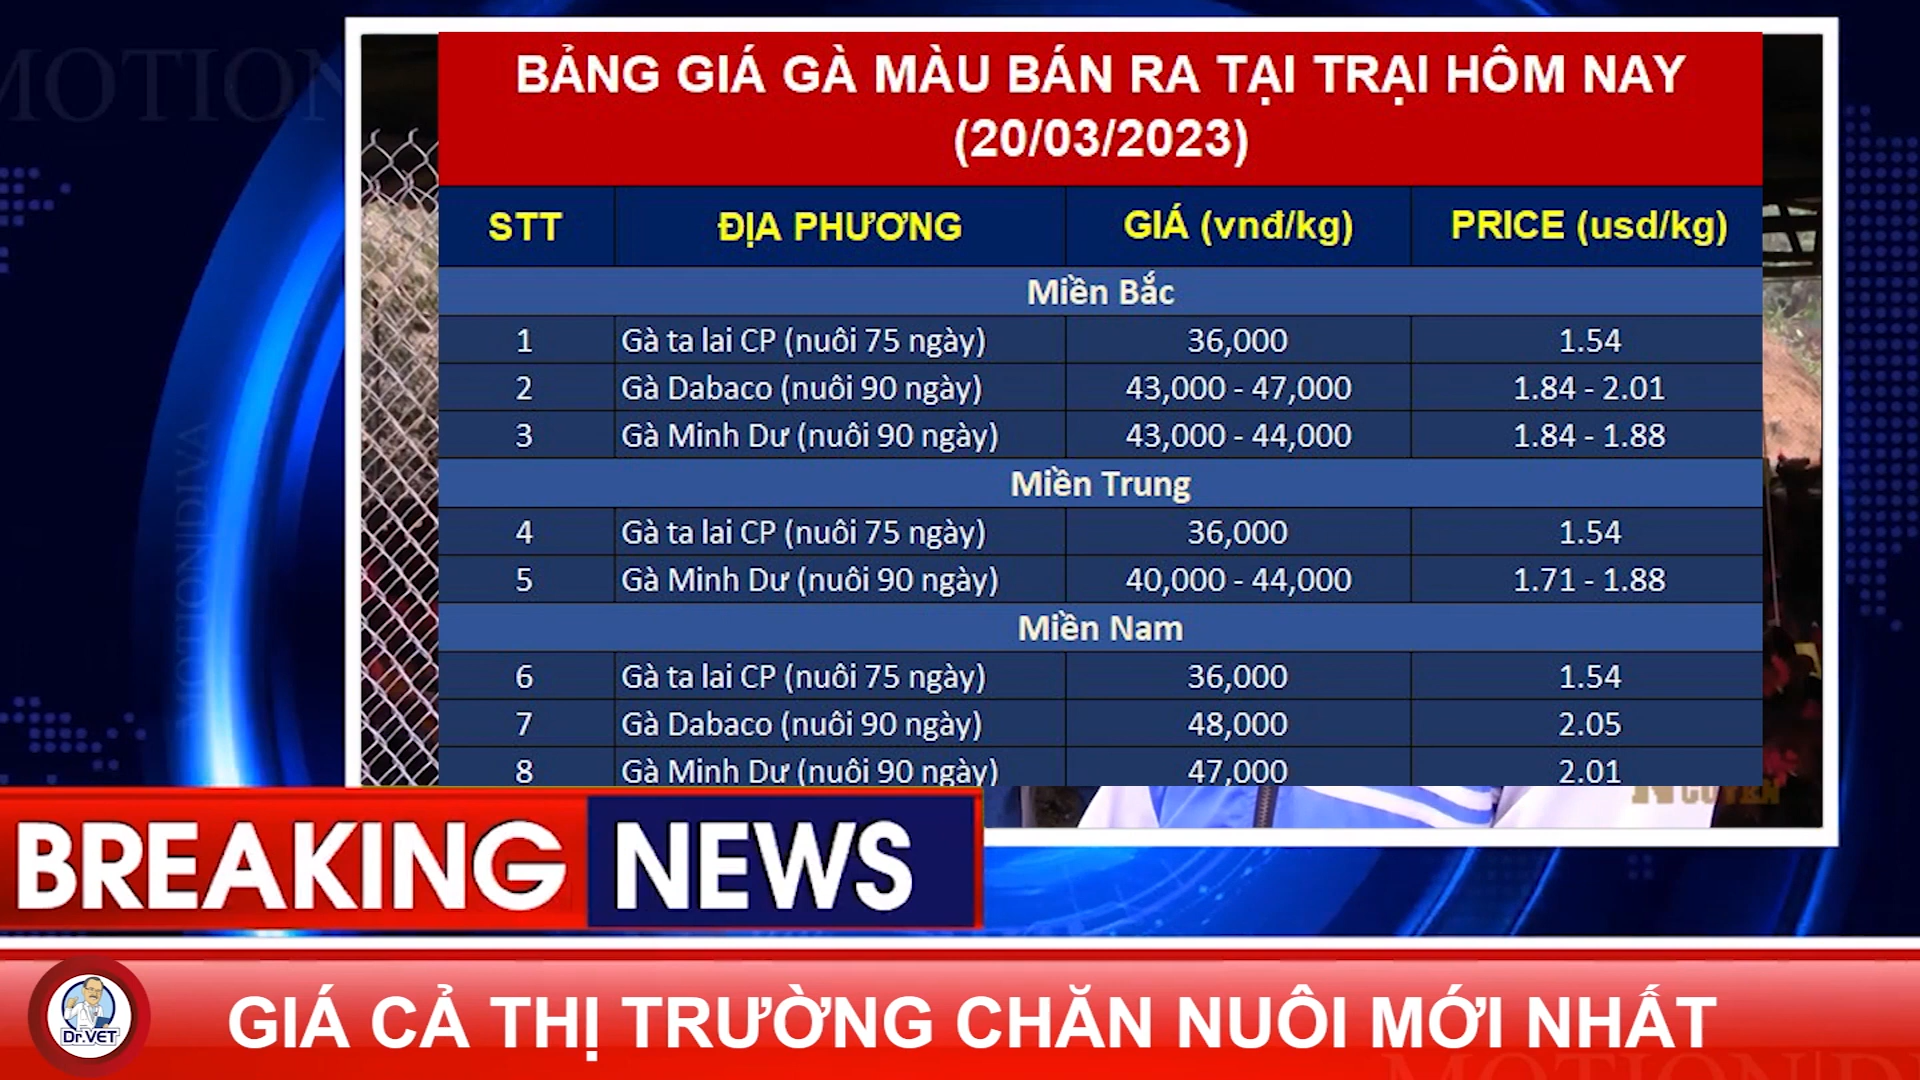 MOTION
BẢNG GIÁ GÀ MÀU BÁN RA TẠI TRẠI HÔM NAY
(20/03/2023)
STT ĐỊA PHƯƠNG GIÁ (vnđ/kg) PRICE (usd/kg)
Miền Bắc
1 Gà ta lai CP (nuôi 75 ngày) 36,000 1.54
2 Gà Dabaco (nuôi 90 ngày) 43,000 - 47,000 1.84 - 2.01
3 Gà Minh Dư (nuôi 90 ngày) 43,000 - 44,000 1.84 - 1.88
Miền Trung
4 Gà ta lai CP (nuôi 75 ngày) 36,000 1.54
5 Gà Minh Dư (nuôi 90 ngày) 40,000 - 44,000 1.71 - 1.88
Miền Nam
6 Gà ta lai CP (nuôi 75 ngày) 36,000 1.54
7 Gà Dabaco (nuôi 90 ngày) 48,000 2.05
8 Gà Minh Dư (nuôi 90 ngày) 47,000 2.01
MOTION|DIVA
BREAKING NEWS
Dr.VET
GIÁ CẢ THỊ TRƯỜNG CHĂN NUÔI MỚI NHẤT